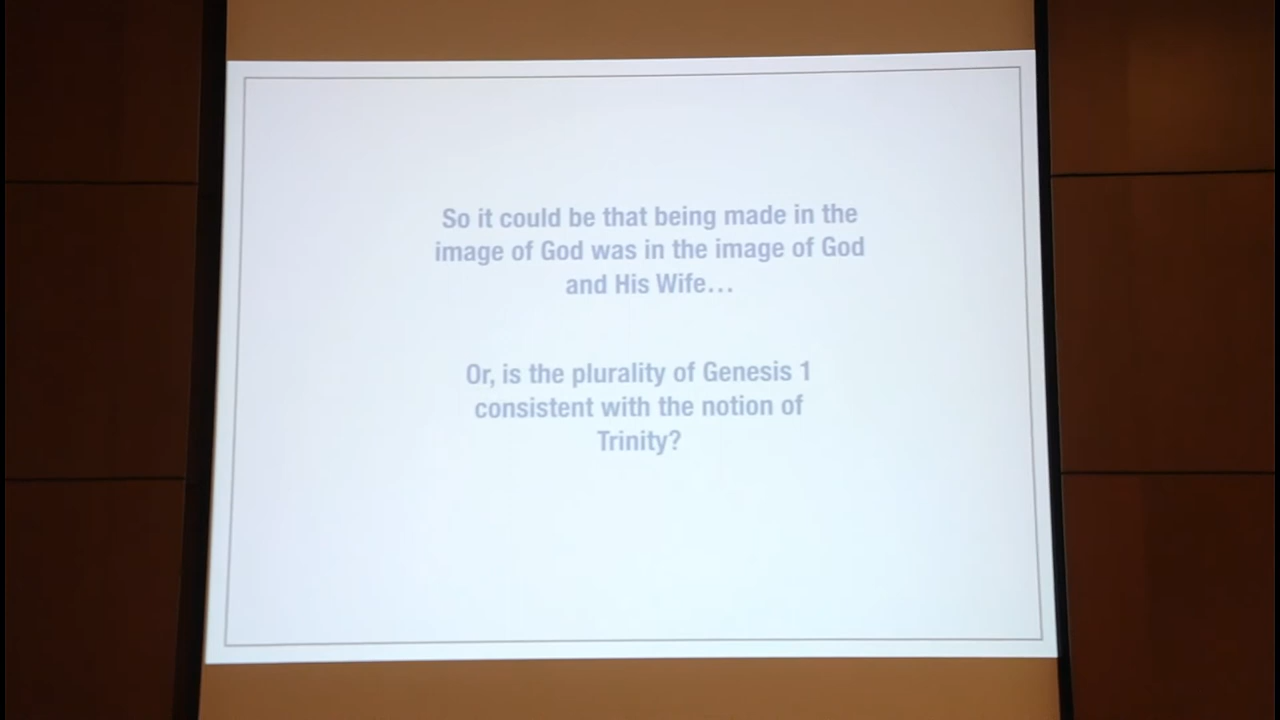 So it could be that being made in the
image of God was in the image of God
and His Wife…
Or, is the plurality of Genesis 1
consistent with the notion of
Trinity?